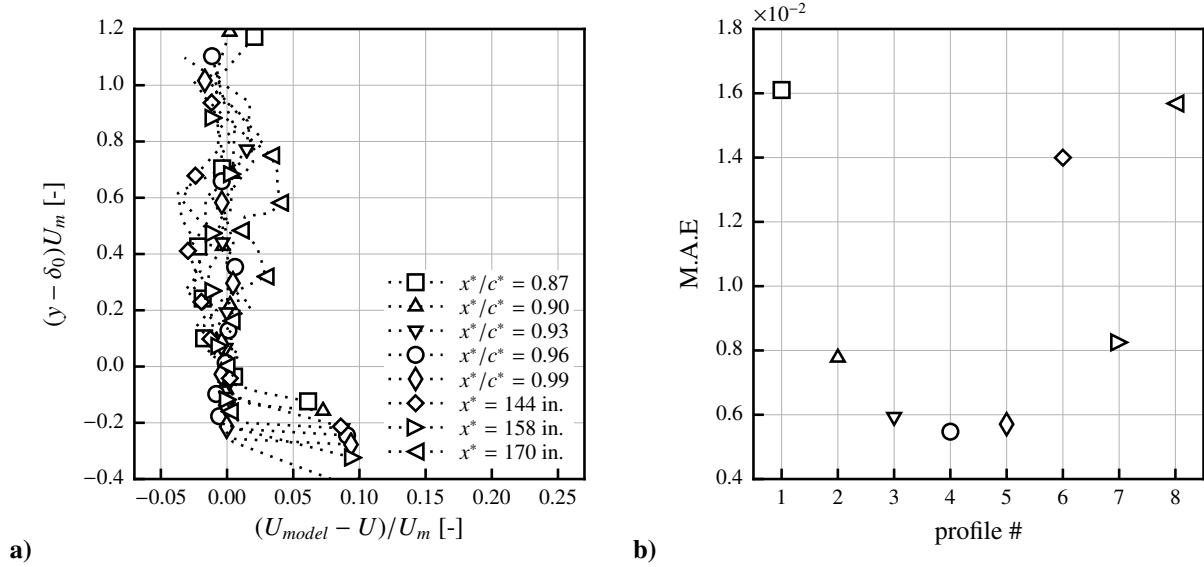 1.2
1.0
0.8
0.6
0.4
0.2
0.0
−0.2
−0.4
(y − δ₀)U_m [-]
−0.05 0.00 0.05 0.10 0.15 0.20 0.25
(U_model − U)/U_m [-]
x*/c* = 0.87
x*/c* = 0.90
x*/c* = 0.93
x*/c* = 0.96
x*/c* = 0.99
x* = 144 in.
x* = 158 in.
x* = 170 in.
a)
×10⁻²
1.8
1.6
1.4
1.2
1.0
0.8
0.6
0.4
M.A.E
1 2 3 4 5 6 7 8
profile #
b)